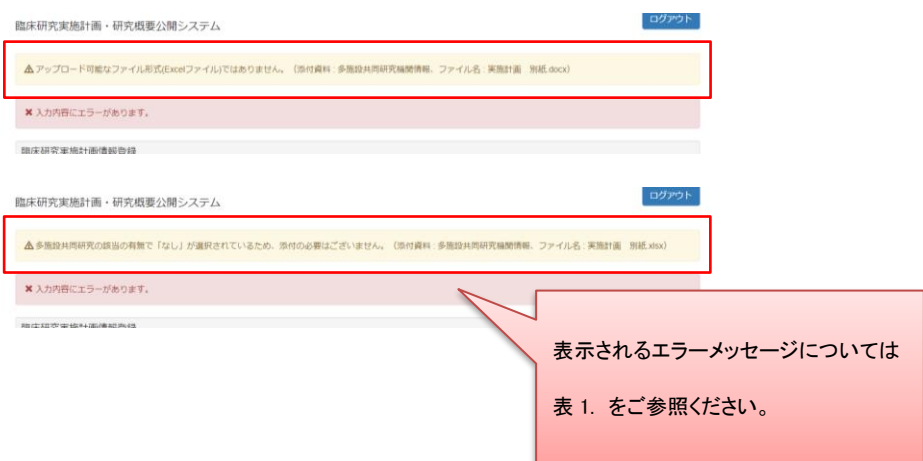 臨床研究実施計画・研究概要公開システム
ログアウト
アップロード可能なファイル形式(Excelファイル)ではありません。（添付資料 : 多施設共同研究機関情報、ファイル名 : 実施計画　別紙.docx）
✖ 入力内容にエラーがあります。
臨床研究実施計画情報登録
臨床研究実施計画・研究概要公開システム
ログアウト
多施設共同研究の該当の有無で「なし」が選択されているため、添付の必要はございません。（添付資料 : 多施設共同研究機関情報、ファイル名 : 実施計画　別紙.xlsx）
✖ 入力内容にエラーがあります。
臨床研究実施計画情報登録
表示されるエラーメッセージについては
表 1. をご参照ください。